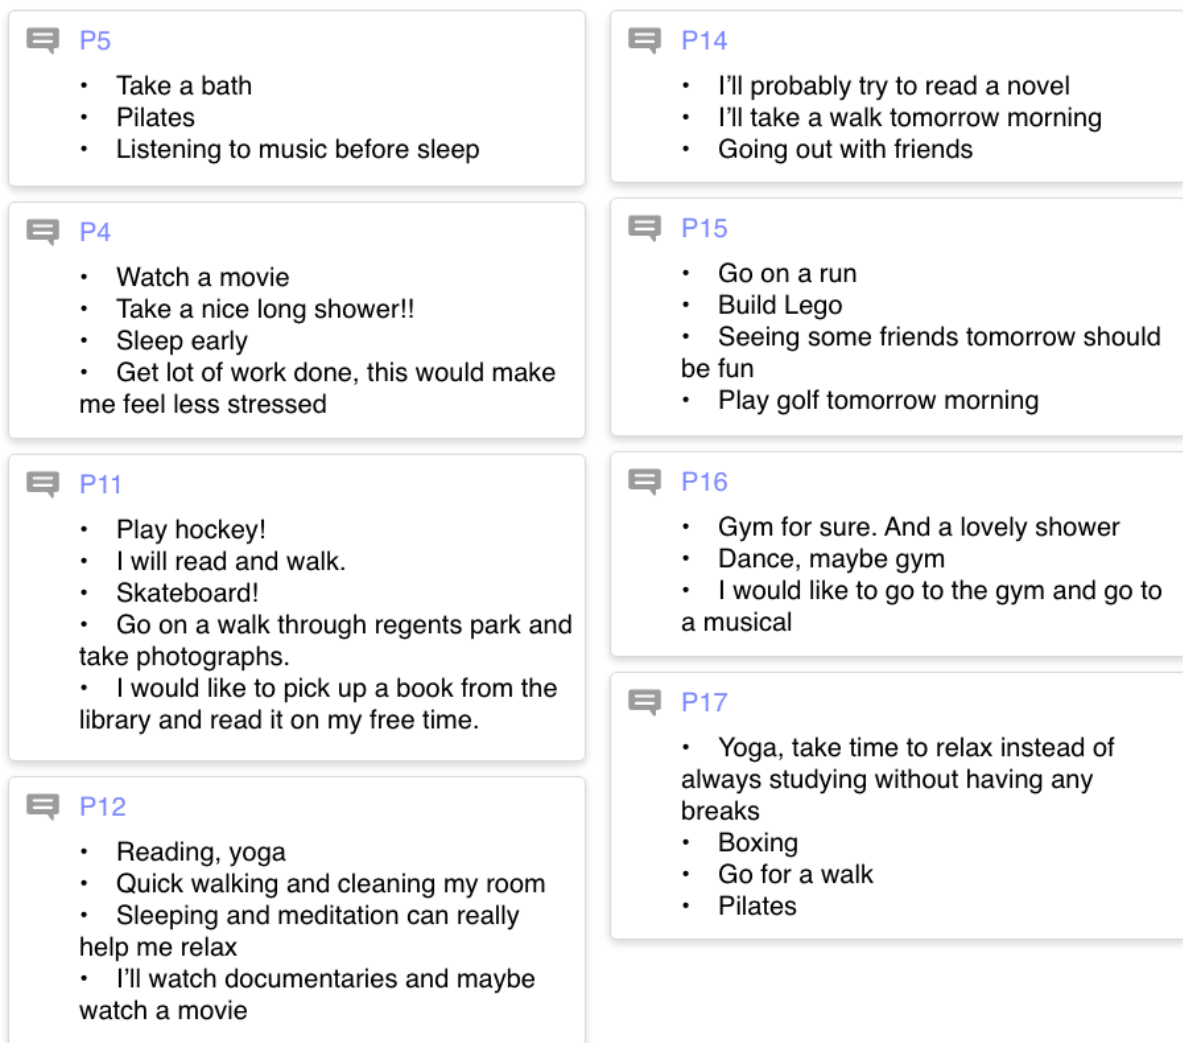 P5
• Take a bath
• Pilates
• Listening to music before sleep
P4
• Watch a movie
• Take a nice long shower!!
• Sleep early
• Get lot of work done, this would make
me feel less stressed
P11
• Play hockey!
• I will read and walk.
• Skateboard!
• Go on a walk through regents park and
take photographs.
• I would like to pick up a book from the
library and read it on my free time.
P12
• Reading, yoga
• Quick walking and cleaning my room
• Sleeping and meditation can really
help me relax
• I’ll watch documentaries and maybe
watch a movie
P14
• I’ll probably try to read a novel
• I’ll take a walk tomorrow morning
• Going out with friends
P15
• Go on a run
• Build Lego
• Seeing some friends tomorrow should
be fun
• Play golf tomorrow morning
P16
• Gym for sure. And a lovely shower
• Dance, maybe gym
• I would like to go to the gym and go to
a musical
P17
• Yoga, take time to relax instead of
always studying without having any
breaks
• Boxing
• Go for a walk
• Pilates